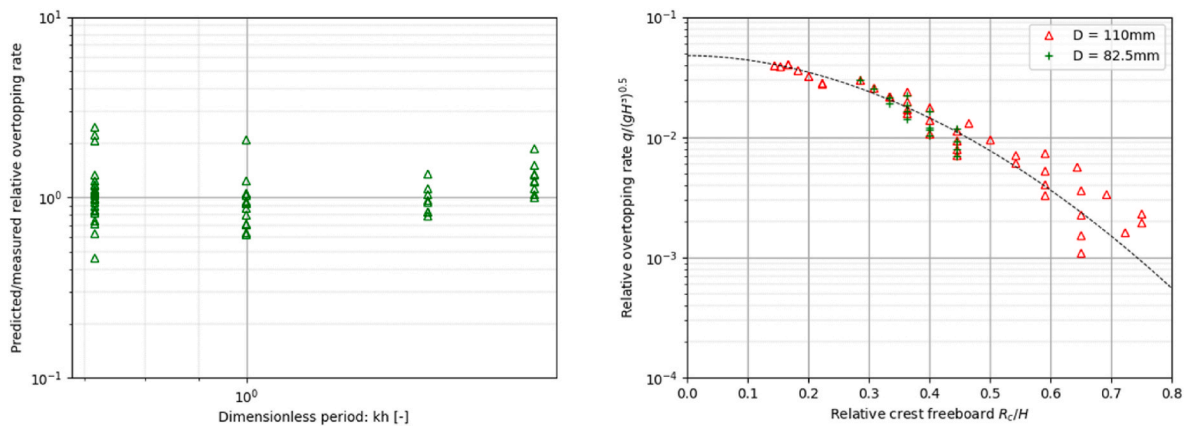 Predicted/measured relative overtopping rate
10¹
10⁰
10⁻¹
10⁰
Dimensionless period: kh [-]
Relative overtopping rate q/(gH³)⁰·⁵
10⁻¹
10⁻²
10⁻³
10⁻⁴
D = 110mm
D = 82.5mm
0.0 0.1 0.2 0.3 0.4 0.5 0.6 0.7 0.8
Relative crest freeboard R_c/H